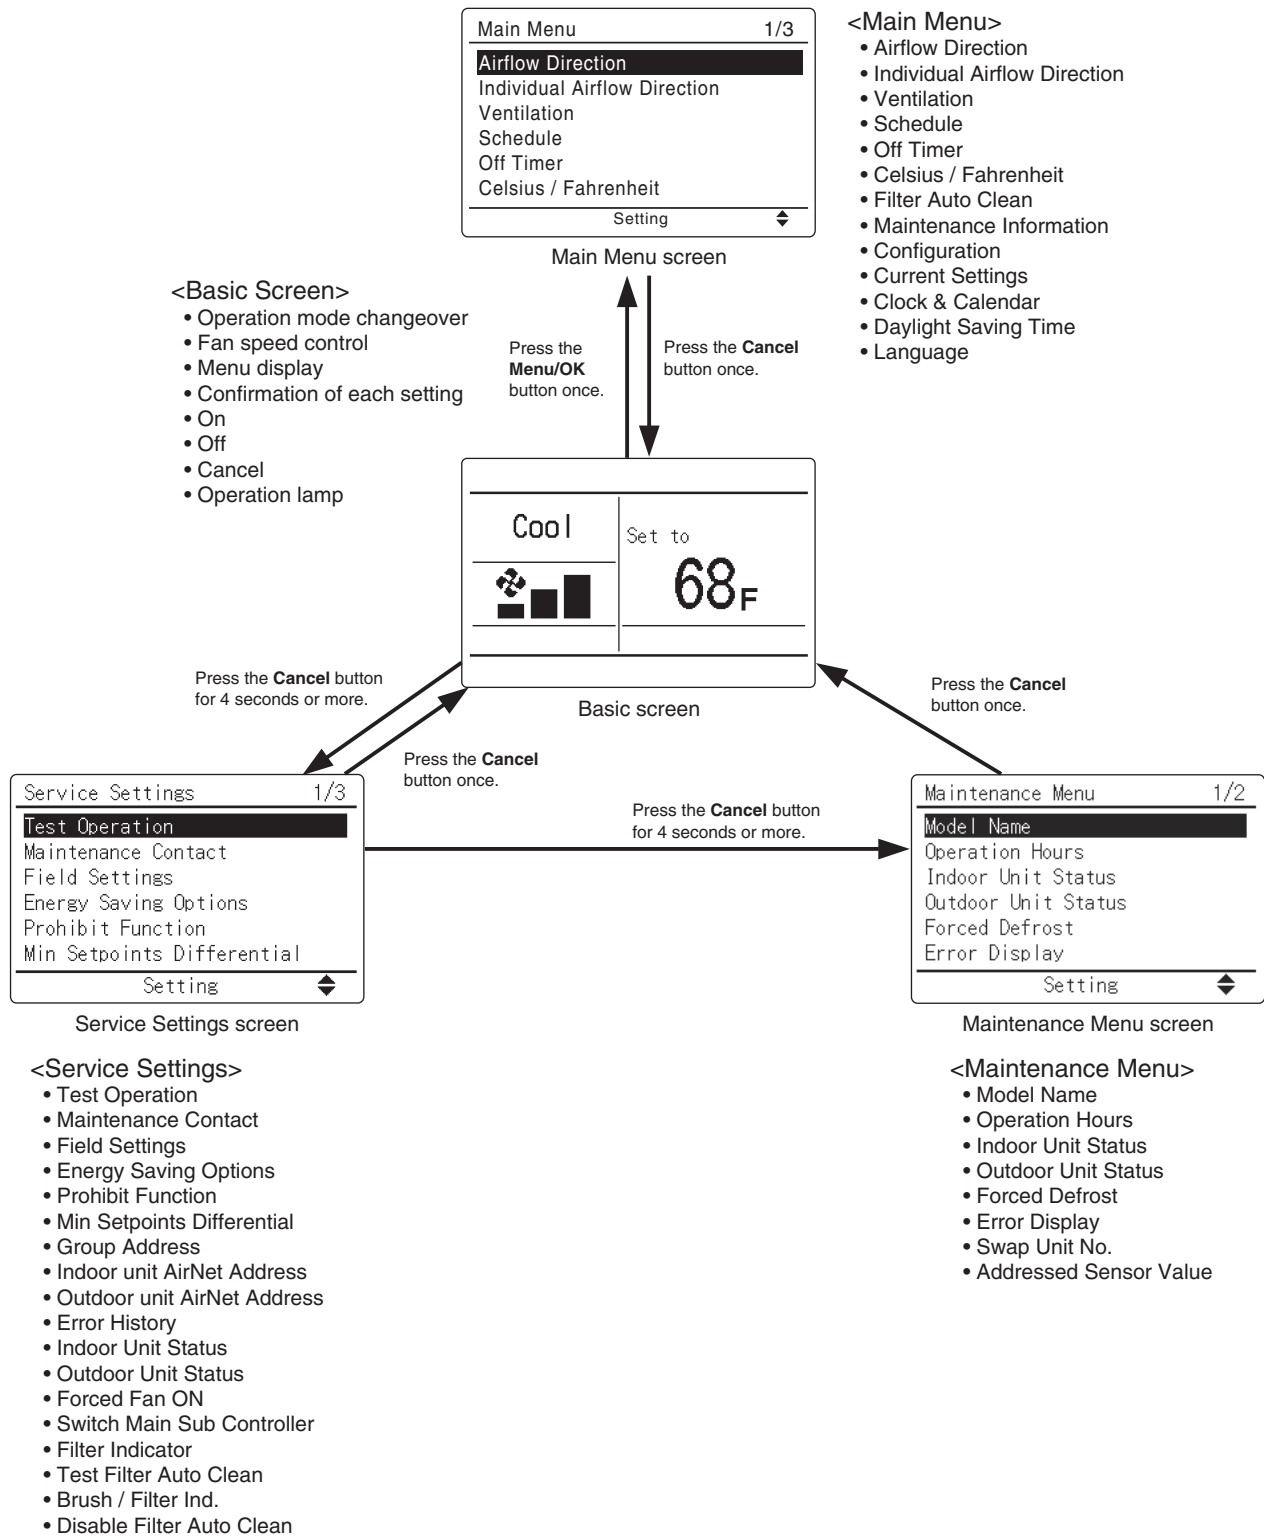 Main Menu 1/3
Airflow Direction
Individual Airflow Direction
Ventilation
Schedule
Off Timer
Celsius / Fahrenheit
Setting
Main Menu screen
<Main Menu>
• Airflow Direction
• Individual Airflow Direction
• Ventilation
• Schedule
• Off Timer
• Celsius / Fahrenheit
• Filter Auto Clean
• Maintenance Information
• Configuration
• Current Settings
• Clock & Calendar
• Daylight Saving Time
• Language
<Basic Screen>
• Operation mode changeover
• Fan speed control
• Menu display
• Confirmation of each setting
• On
• Off
• Cancel
• Operation lamp
Press the
Menu/OK
button once.
Press the Cancel
button once.
Cool
Set to
68F
Basic screen
Press the Cancel button
for 4 seconds or more.
Press the Cancel
button once.
Press the Cancel
button once.
Press the Cancel button
for 4 seconds or more.
Service Settings 1/3
Test Operation
Maintenance Contact
Field Settings
Energy Saving Options
Prohibit Function
Min Setpoints Differential
Setting
Service Settings screen
Maintenance Menu 1/2
Model Name
Operation Hours
Indoor Unit Status
Outdoor Unit Status
Forced Defrost
Error Display
Setting
Maintenance Menu screen
<Service Settings>
• Test Operation
• Maintenance Contact
• Field Settings
• Energy Saving Options
• Prohibit Function
• Min Setpoints Differential
• Group Address
• Indoor unit AirNet Address
• Outdoor unit AirNet Address
• Error History
• Indoor Unit Status
• Outdoor Unit Status
• Forced Fan ON
• Switch Main Sub Controller
• Filter Indicator
• Test Filter Auto Clean
• Brush / Filter Ind.
• Disable Filter Auto Clean
<Maintenance Menu>
• Model Name
• Operation Hours
• Indoor Unit Status
• Outdoor Unit Status
• Forced Defrost
• Error Display
• Swap Unit No.
• Addressed Sensor Value